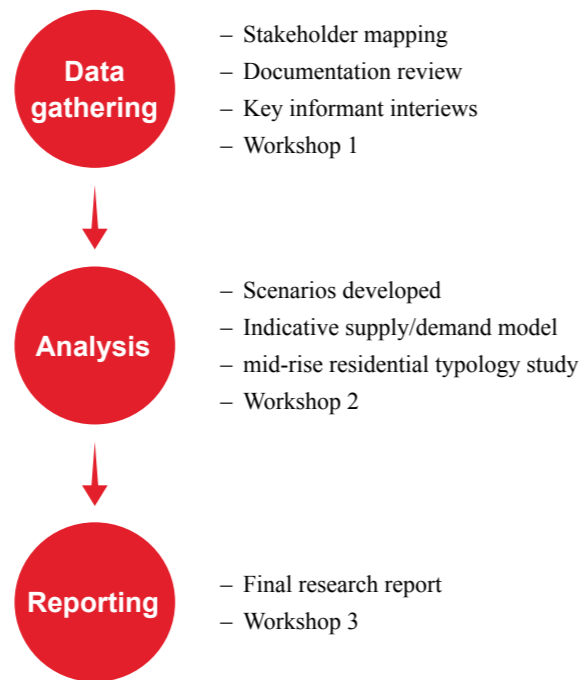 Data
gathering
– Stakeholder mapping
– Documentation review
– Key informant interiews
– Workshop 1
Analysis
– Scenarios developed
– Indicative supply/demand model
– mid-rise residential typology study
– Workshop 2
Reporting
– Final research report
– Workshop 3